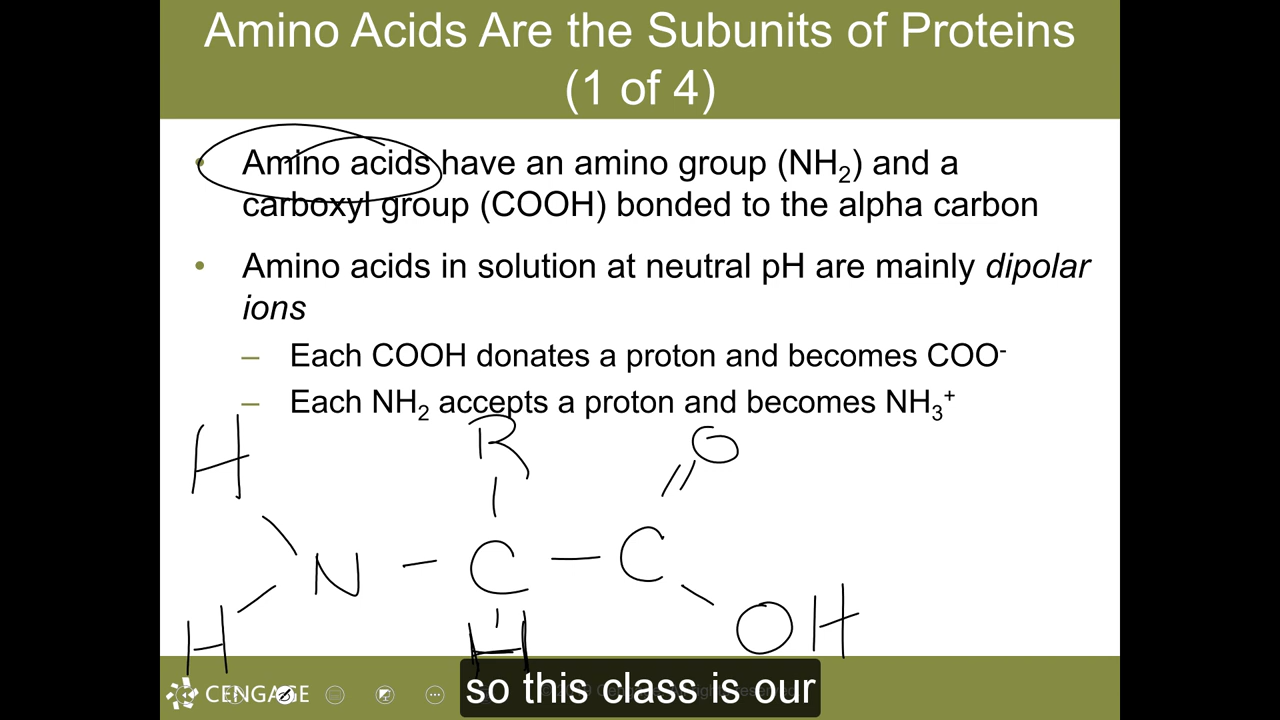 Amino Acids Are the Subunits of Proteins
(1 of 4)
• Amino acids have an amino group (NH₂) and a
carboxyl group (COOH) bonded to the alpha carbon
• Amino acids in solution at neutral pH are mainly dipolar
ions
– Each COOH donates a proton and becomes COO⁻
– Each NH₂ accepts a proton and becomes NH₃⁺
H R O
N – C – C
H H OH
CENGAGE
so this class is our